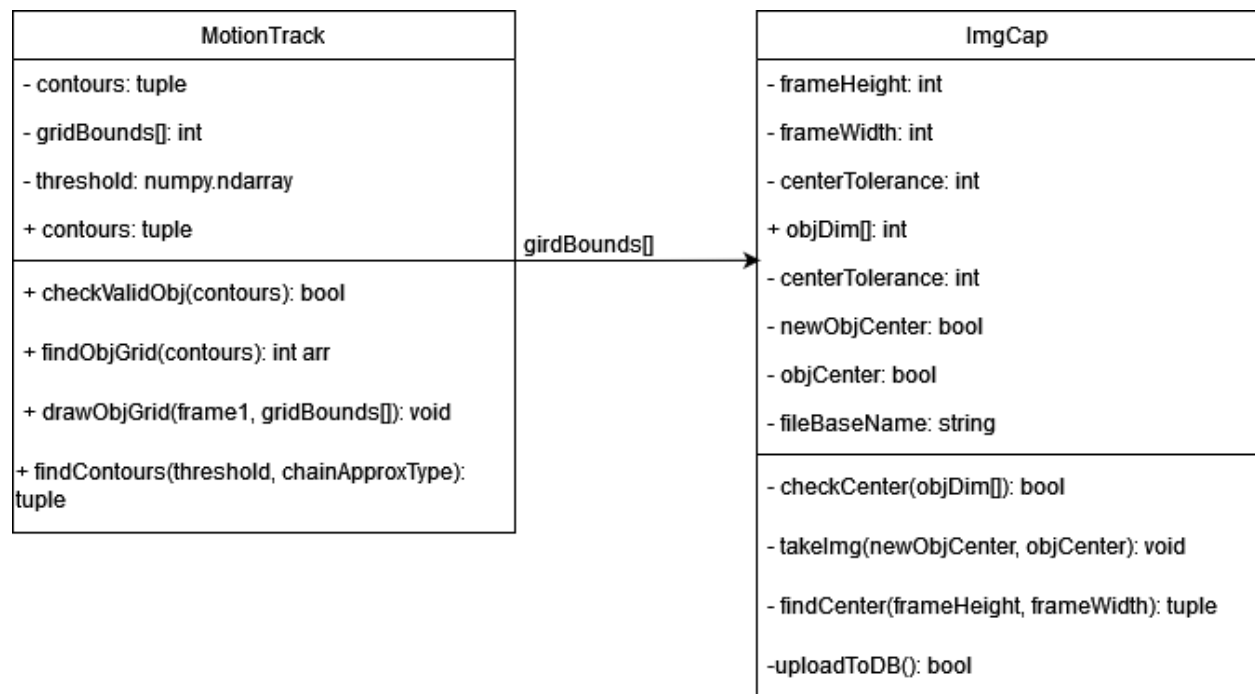 MotionTrack
- contours: tuple
- gridBounds[]: int
- threshold: numpy.ndarray
+ contours: tuple
+ checkValidObj(contours): bool
+ findObjGrid(contours): int arr
+ drawObjGrid(frame1, gridBounds[]): void
+ findContours(threshold, chainApproxType):
tuple
girdBounds[]
ImgCap
- frameHeight: int
- frameWidth: int
- centerTolerance: int
+ objDim[]: int
- centerTolerance: int
- newObjCenter: bool
- objCenter: bool
- fileBaseName: string
- checkCenter(objDim[]): bool
- takeImg(newObjCenter, objCenter): void
- findCenter(frameHeight, frameWidth): tuple
-uploadToDB(): bool